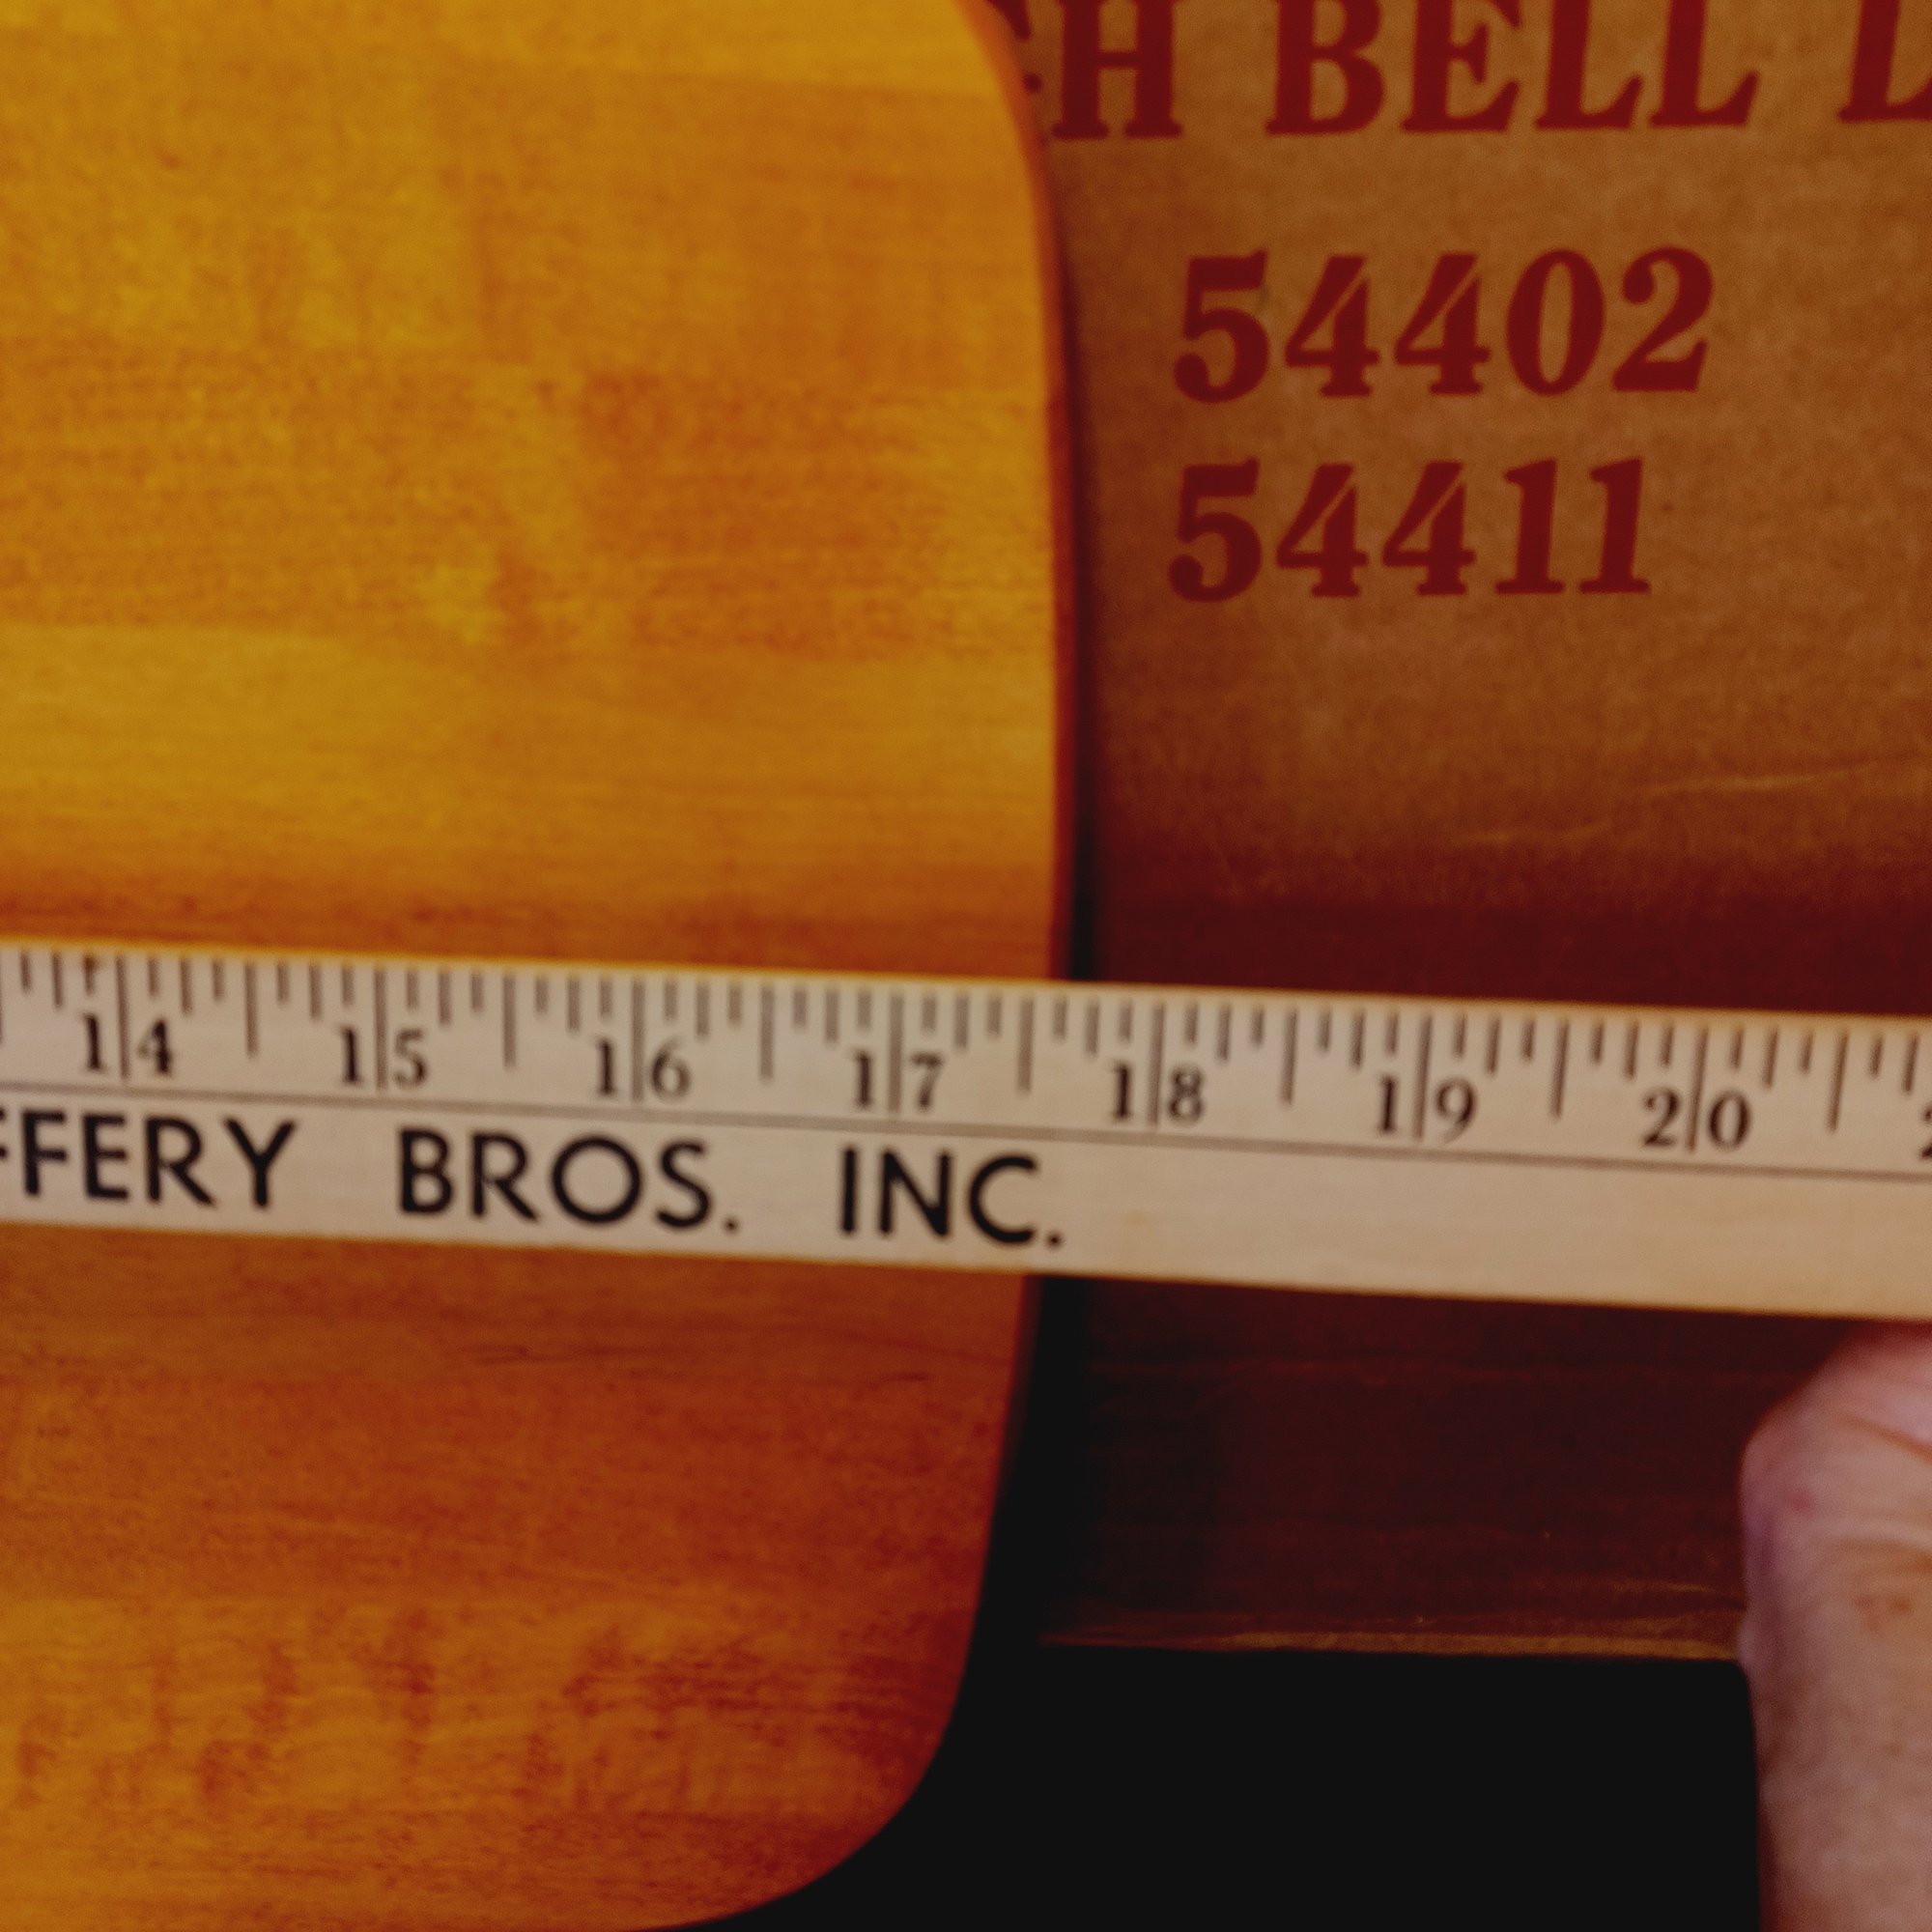 H BELL
54402
54411
14 15 16 17 18 19 20
FFERY BROS. INC.